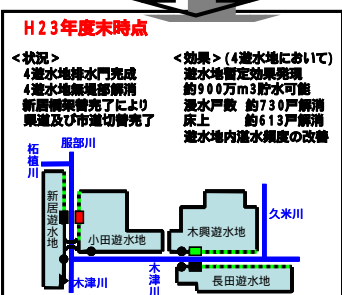 H23年度末時点
<状況>
4遊水地排水門完成
4遊水地無堤部解消
新居橋架替完了により
県道及び市道切替完了
<効果>(4遊水地において)
遊水地暫定効果発現
約900万m3貯水可能
浸水戸数 約730戸解消
床上 約613戸解消
遊水地内湛水頻度の改善
服部川
柘植川
新居遊水地
小田遊水地
木興遊水地
久米川
木津川
木津川
長田遊水地